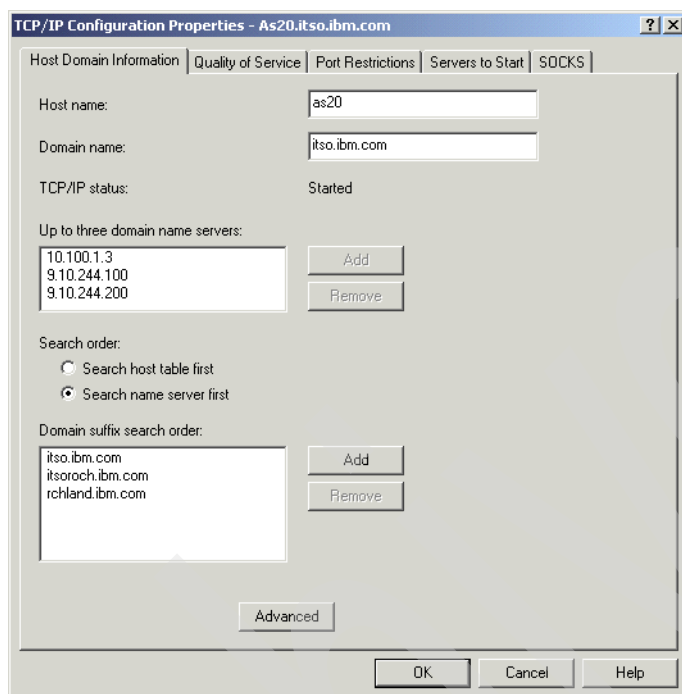 TCP/IP Configuration Properties - As20.itso.ibm.com
Host Domain Information Quality of Service Port Restrictions Servers to Start SOCKS
Host name: as20
Domain name: itso.ibm.com
TCP/IP status: Started
Up to three domain name servers:
10.100.1.3
9.10.244.100
9.10.244.200
Add
Remove
Search order:
Search host table first
Search name server first
Domain suffix search order:
itso.ibm.com
itsoroch.ibm.com
rchland.ibm.com
Add
Remove
Advanced
OK Cancel Help